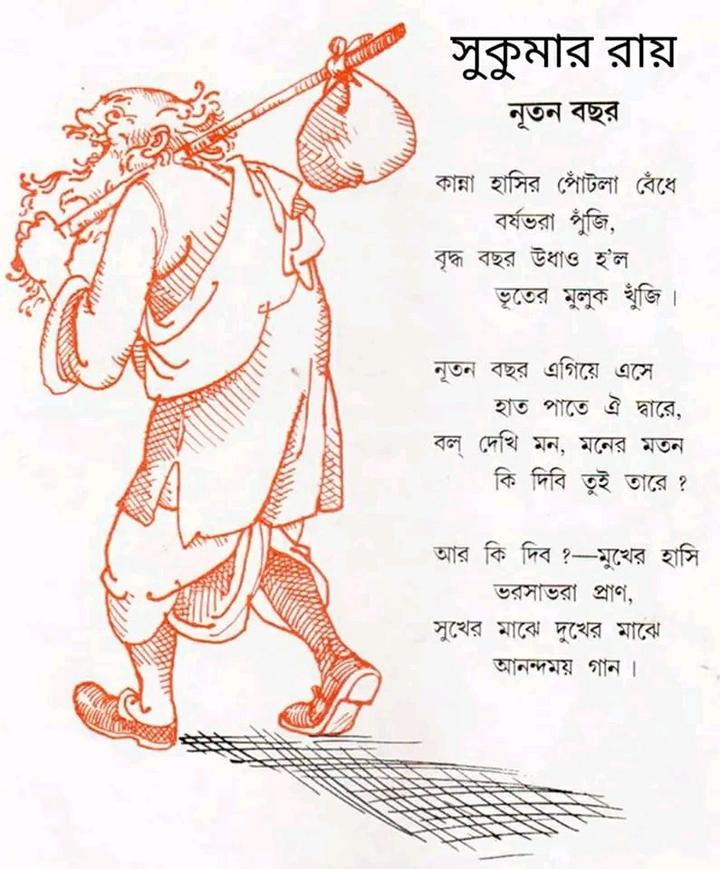 সুকুমার রায়
নূতন বছর
কান্না হাসির পোঁটলা বেঁধে
বর্ষভরা পুঁজি,
বৃদ্ধ বছর উধাও হ'ল
ভূতের মুলুক খুঁজি।
নূতন বছর এগিয়ে এসে
হাত পাতে ঐ দ্বারে,
বল্ দেখি মন, মনের মতন
কি দিবি তুই তারে ?
আর কি দিব ?—মুখের হাসি
ভরসাভরা প্রাণ,
সুখের মাঝে দুখের মাঝে
আনন্দময় গান।